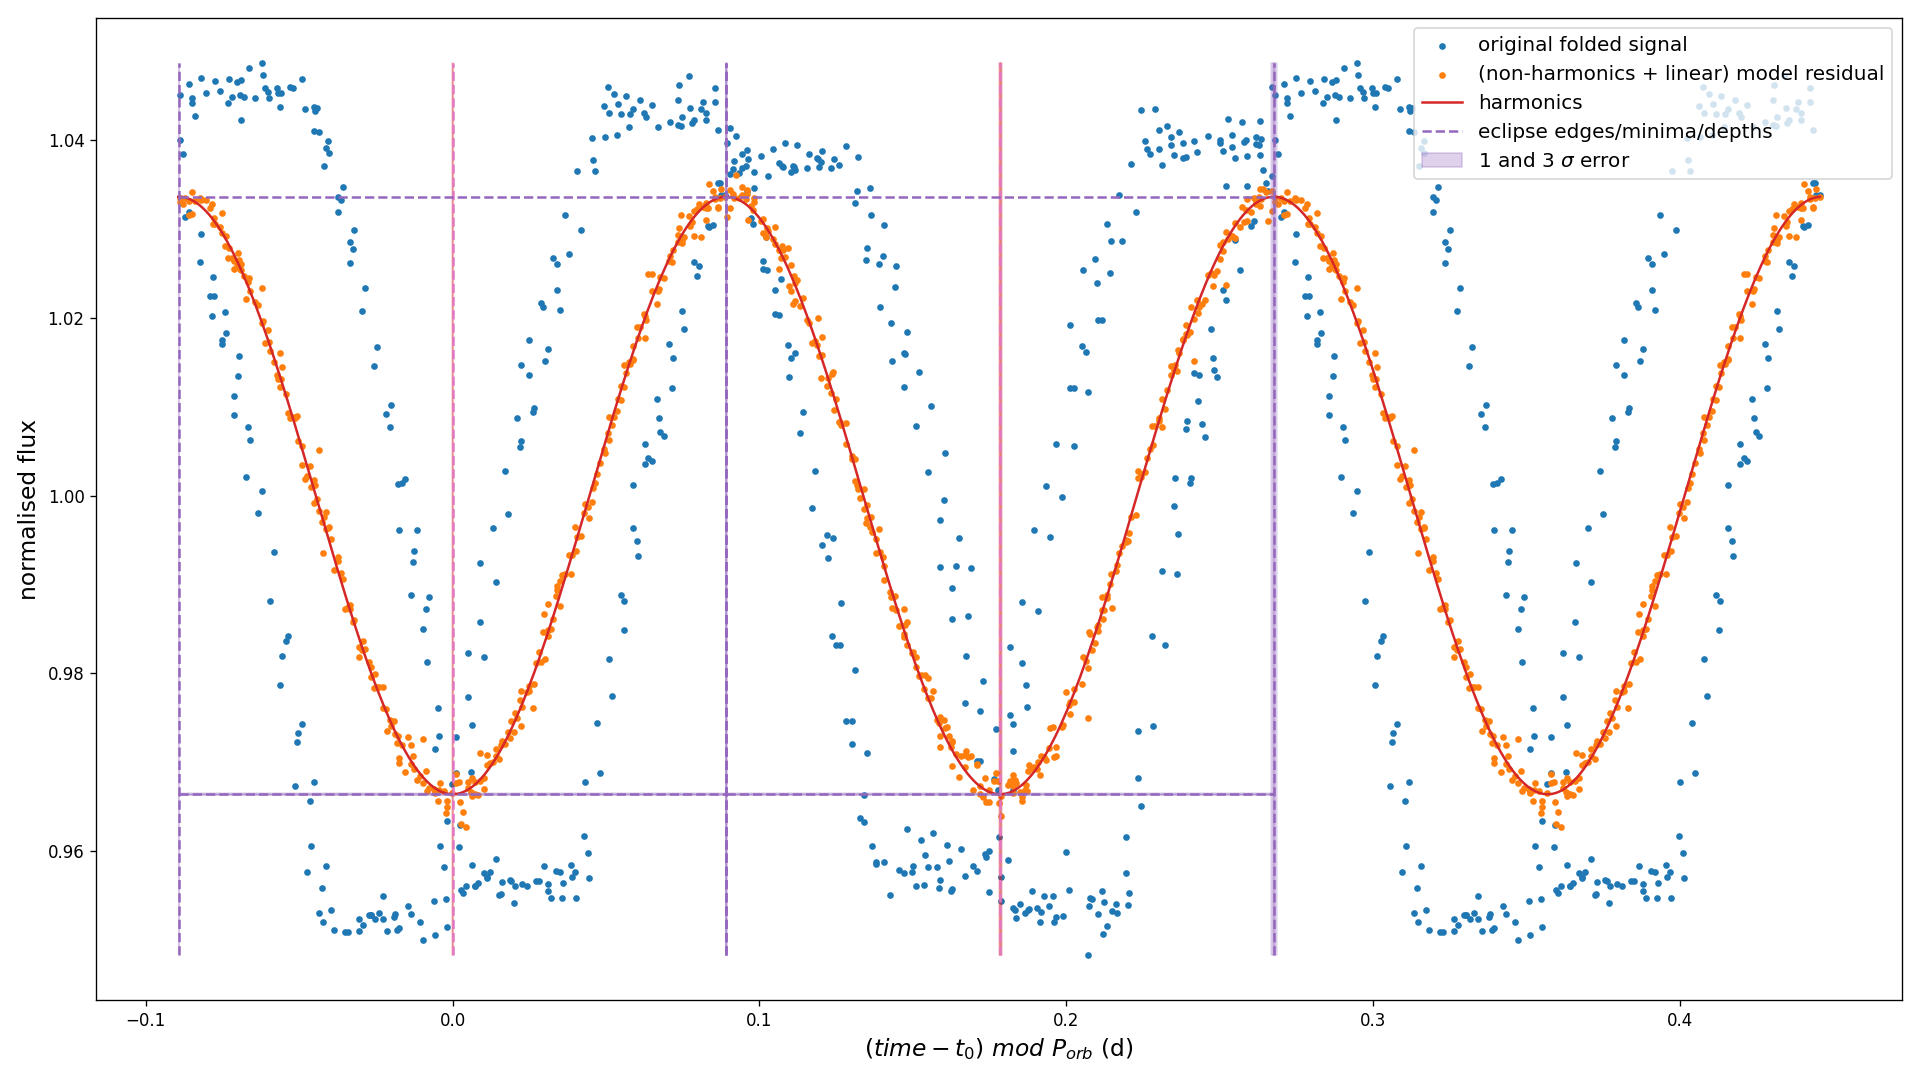 original folded signal
(non-harmonics + linear) model residual
harmonics
eclipse edges/minima/depths
1 and 3 σ error
normalised flux
1.04
1.02
1.00
0.98
0.96
−0.1
0.0
0.1
0.2
0.3
0.4
(time − t₀) mod P_orb (d)